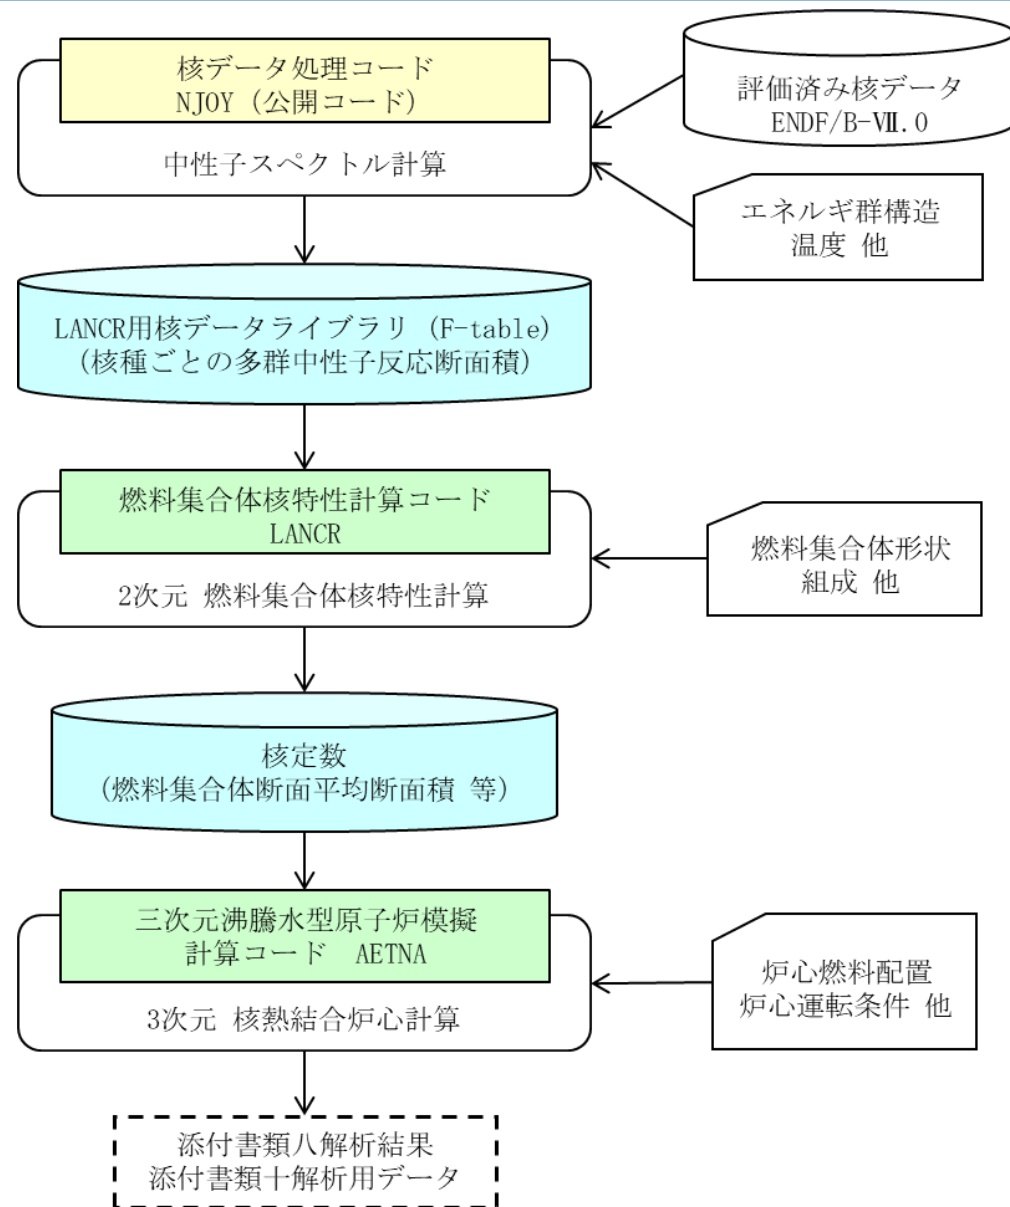 核データ処理コード
NJOY (公開コード)
中性子スペクトル計算
評価済み核データ
ENDF/B-Ⅶ.0
エネルギ群構造
温度 他
LANCR用核データライブラリ (F-table)
(核種ごとの多群中性子反応断面積)
燃料集合体核特性計算コード
LANCR
2次元 燃料集合体核特性計算
燃料集合体形状
組成 他
核定数
(燃料集合体断面平均断面積 等)
三次元沸騰水型原子炉模擬
計算コード　AETNA
3次元 核熱結合炉心計算
炉心燃料配置
炉心運転条件 他
添付書類八解析結果
添付書類十解析用データ